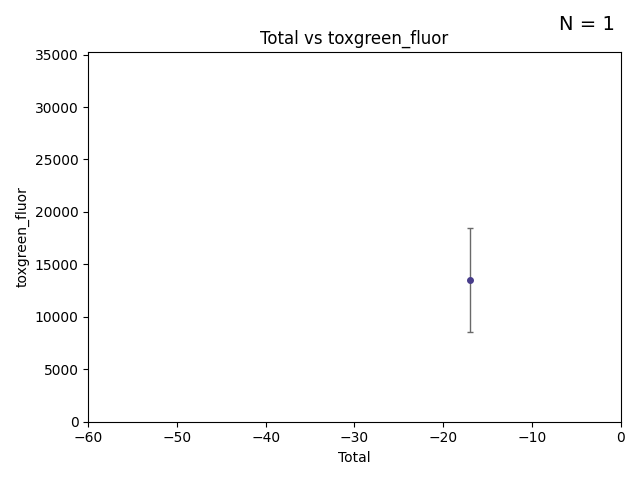 N = 1
Total vs toxgreen_fluor
35000
30000
25000
20000
15000
10000
5000
0
toxgreen_fluor
−60 −50 −40 −30 −20 −10 0
Total